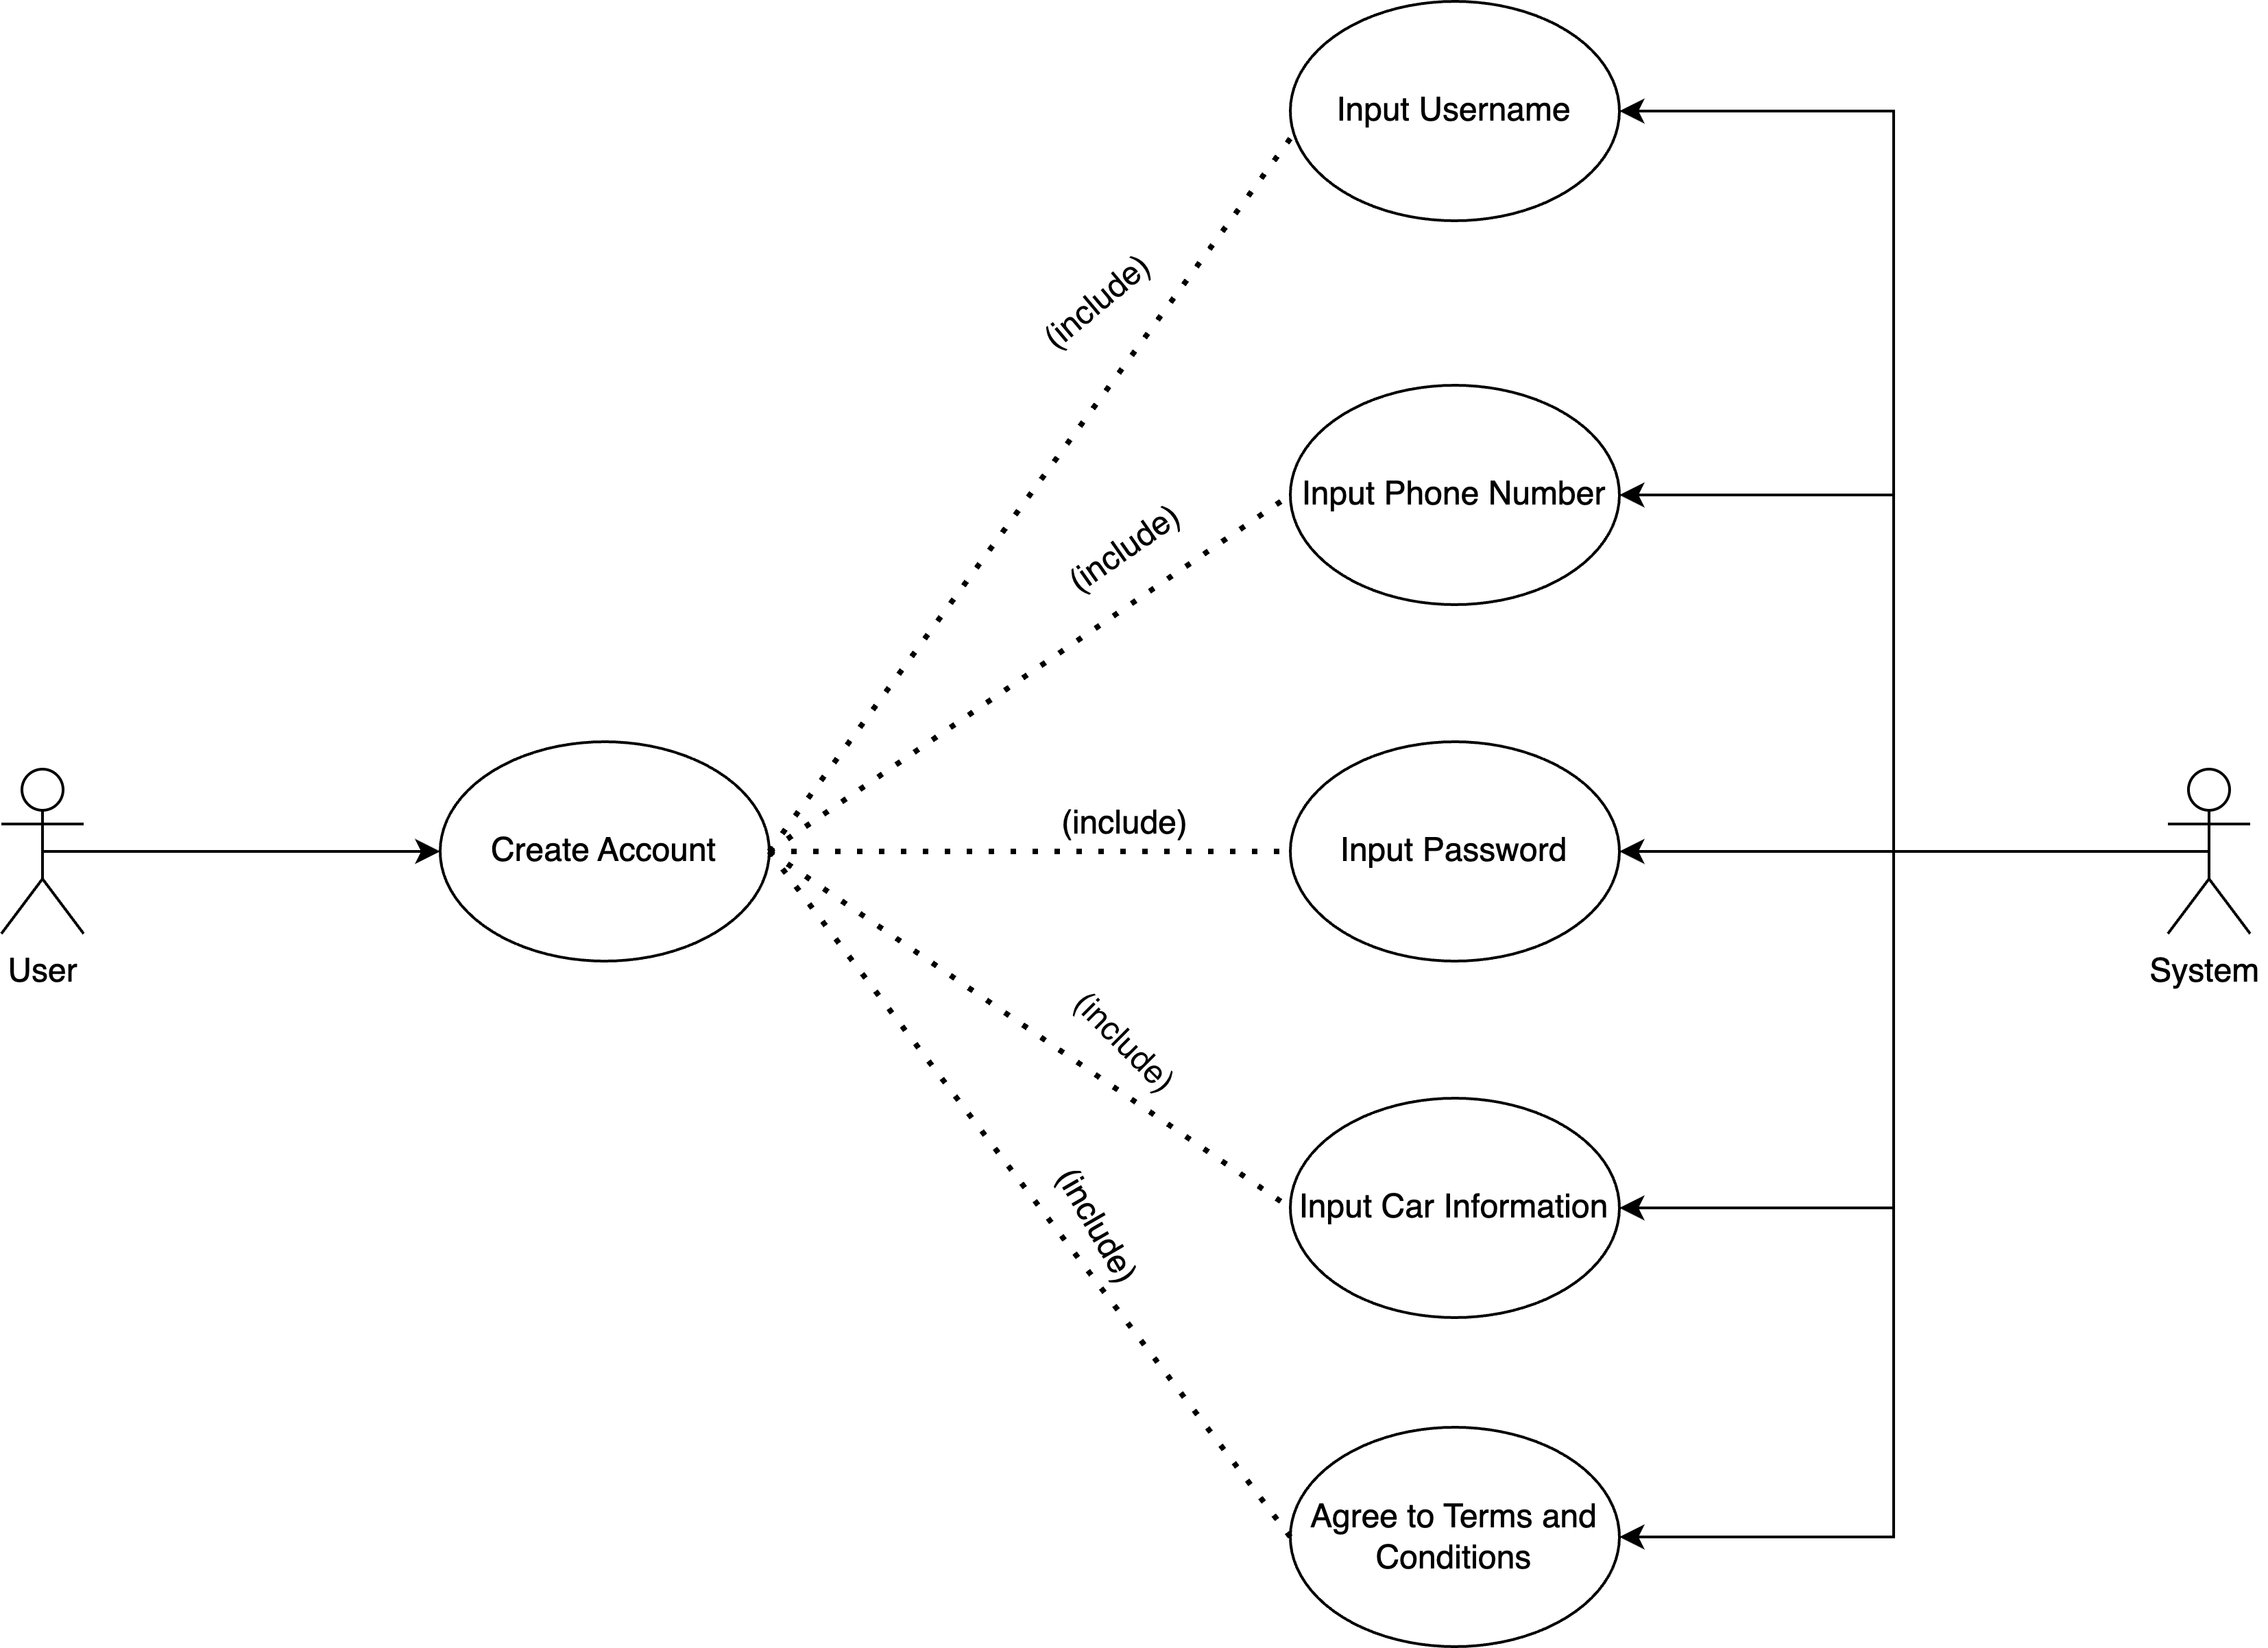 Input Username
(include)
Input Phone Number
(include)
(include)
Create Account
Input Password
User
System
(include)
Input Car Information
(include)
Agree to Terms and
Conditions